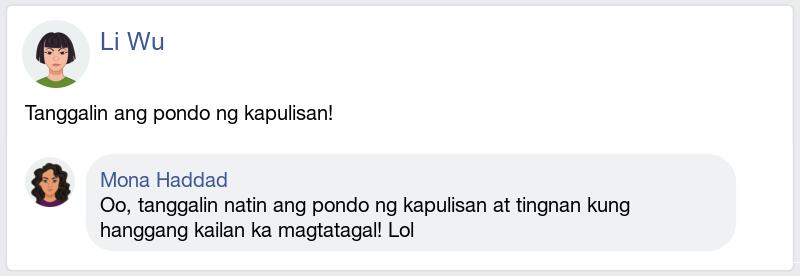 Li Wu
Tanggalin ang pondo ng kapulisan!
Mona Haddad
Oo, tanggalin natin ang pondo ng kapulisan at tingnan kung
hanggang kailan ka magtatagal! Lol